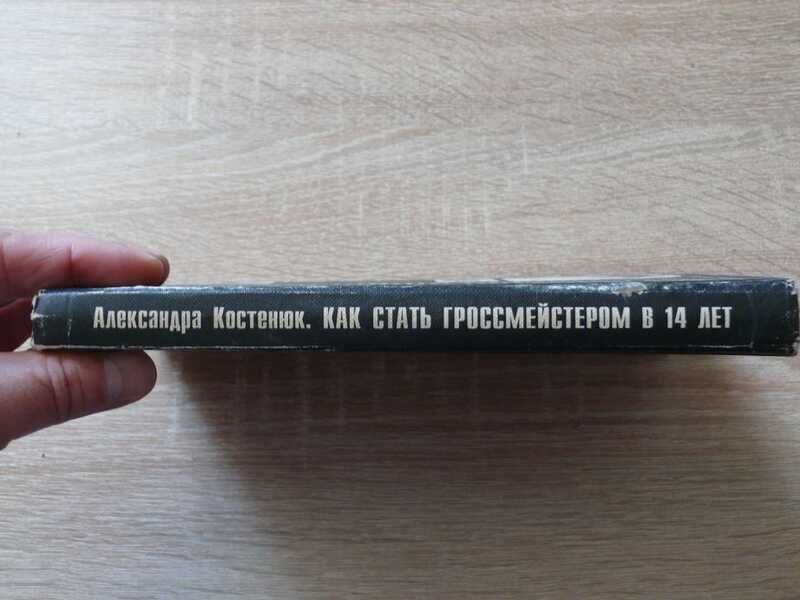 Александра Костенюк. КАК СТАТЬ ГРОССМЕЙСТЕРОМ В 14 ЛЕТ